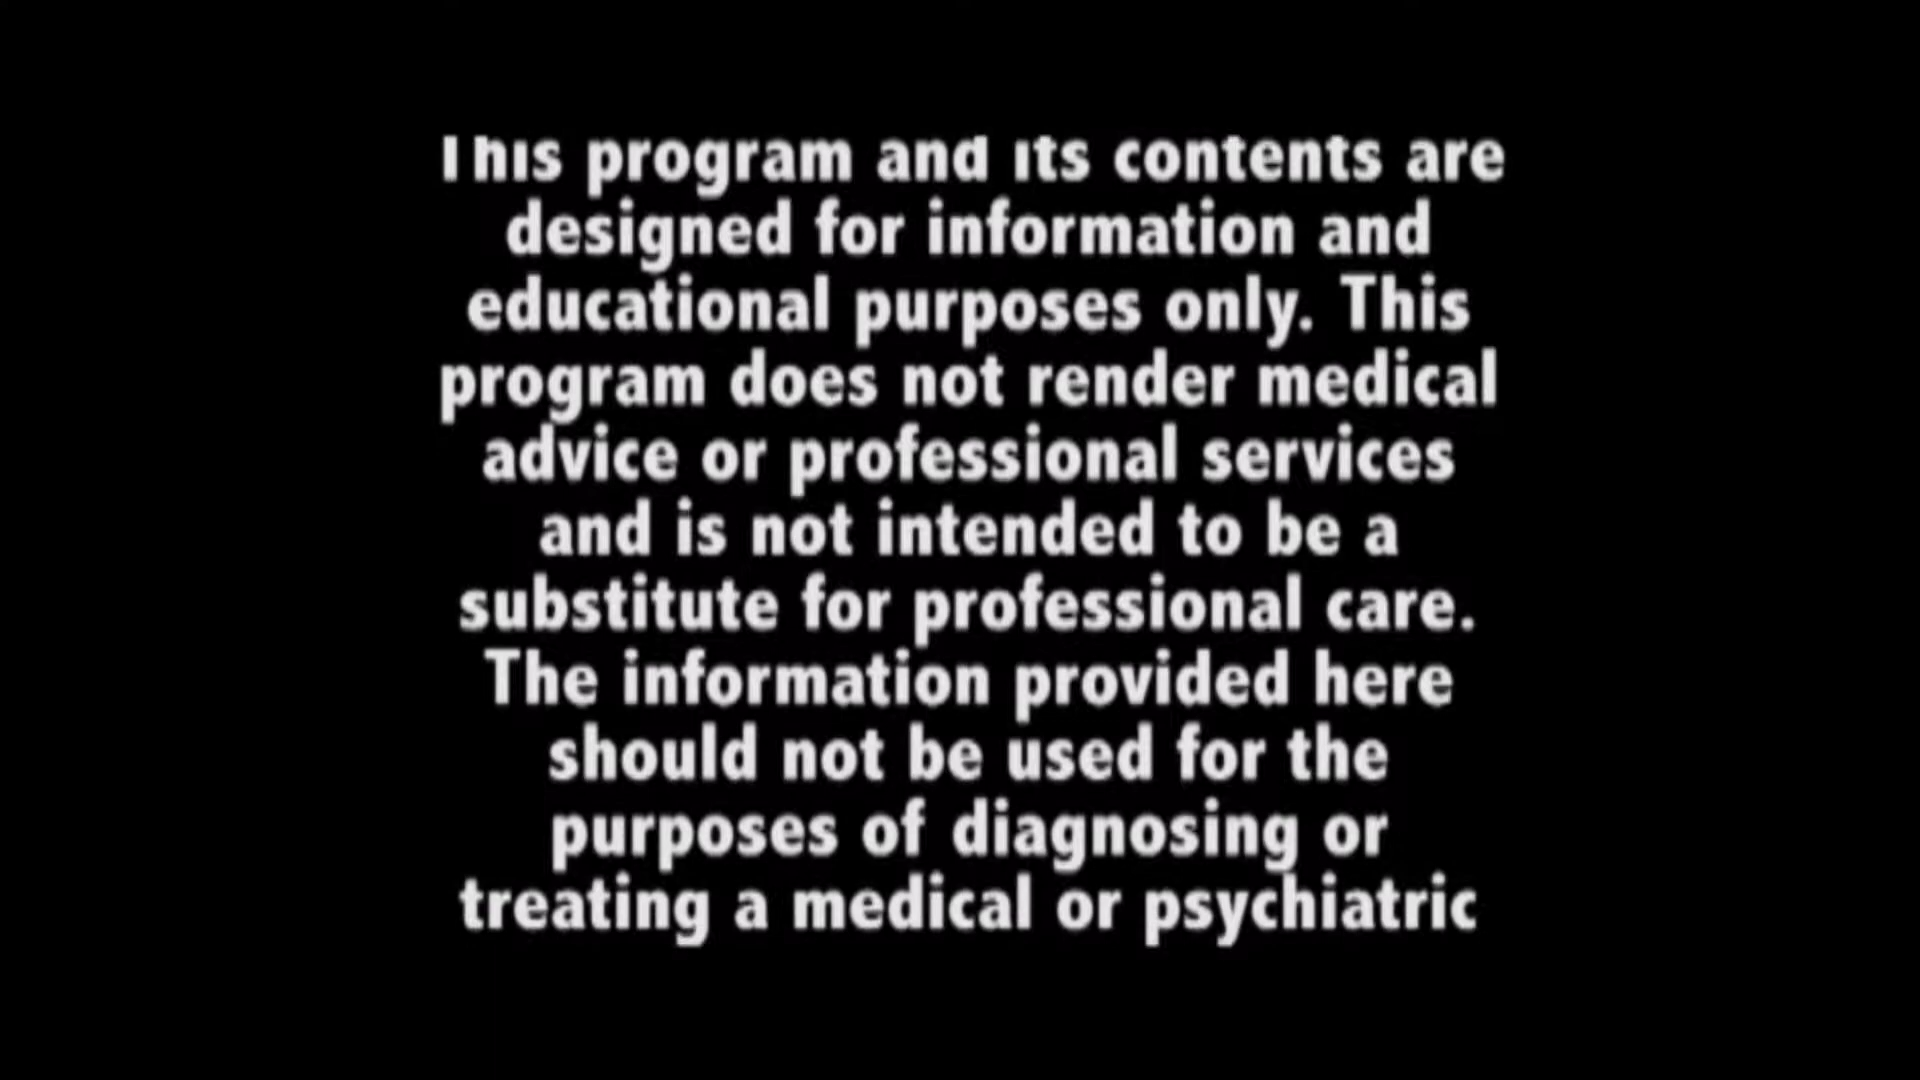 This program and its contents are
designed for information and
educational purposes only. This
program does not render medical
advice or professional services
and is not intended to be a
substitute for professional care.
The information provided here
should not be used for the
purposes of diagnosing or
treating a medical or psychiatric